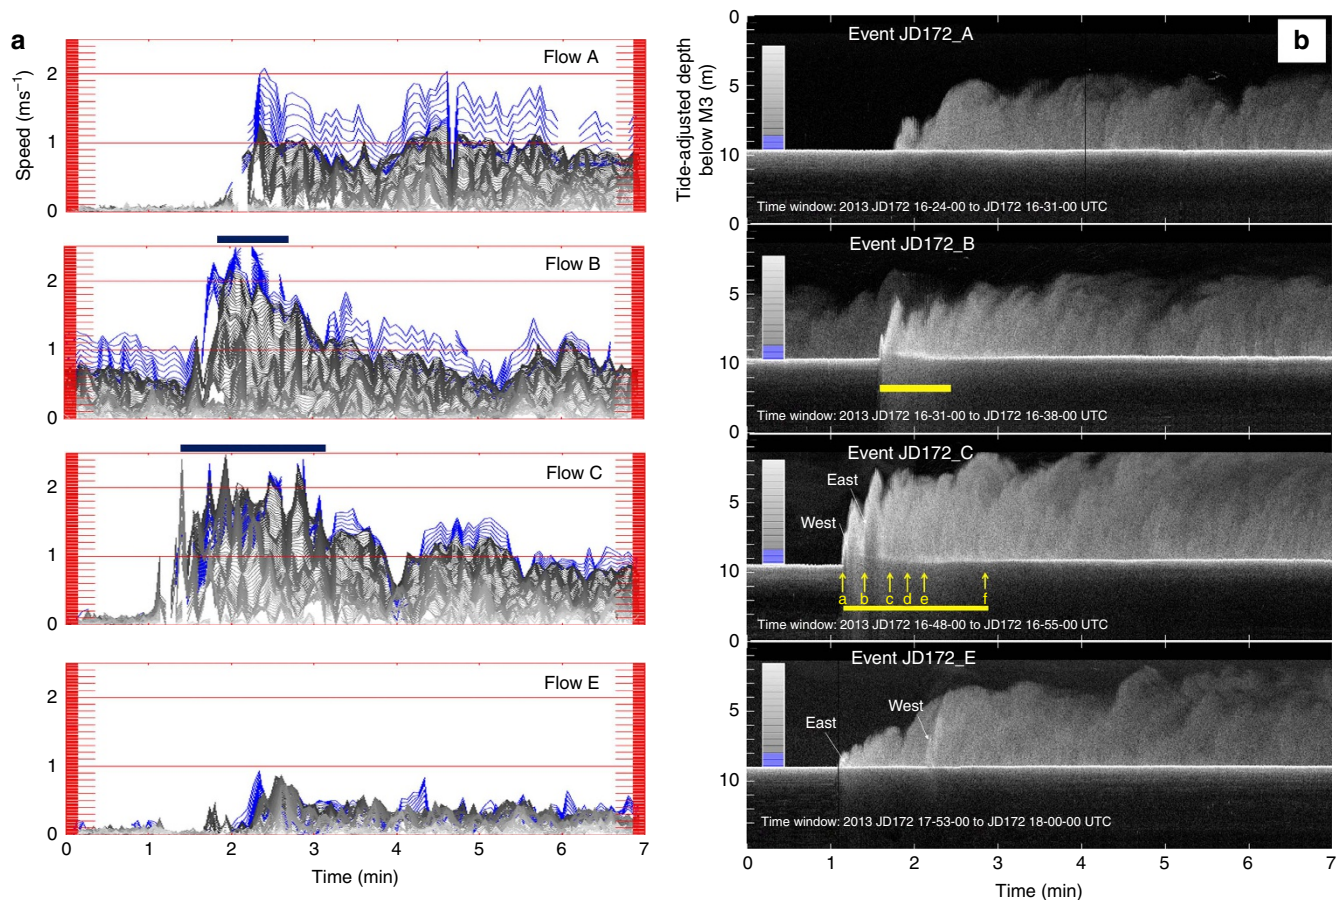 a
Speed (ms⁻¹)
Flow A
2
1
0
Flow B
2
1
0
Flow C
2
1
0
Flow E
2
1
0
0 1 2 3 4 5 6 7
Time (min)
b
Tide-adjusted depth
below M3 (m)
Event JD172_A
0
5
10
Time window: 2013 JD172 16-24-00 to JD172 16-31-00 UTC
0
Event JD172_B
5
10
Time window: 2013 JD172 16-31-00 to JD172 16-38-00 UTC
0
Event JD172_C
East
5
West
10
a b c d e f
Time window: 2013 JD172 16-48-00 to JD172 16-55-00 UTC
0
Event JD172_E
5
West
East
10
Time window: 2013 JD172 17-53-00 to JD172 18-00-00 UTC
0 1 2 3 4 5 6 7
Time (min)